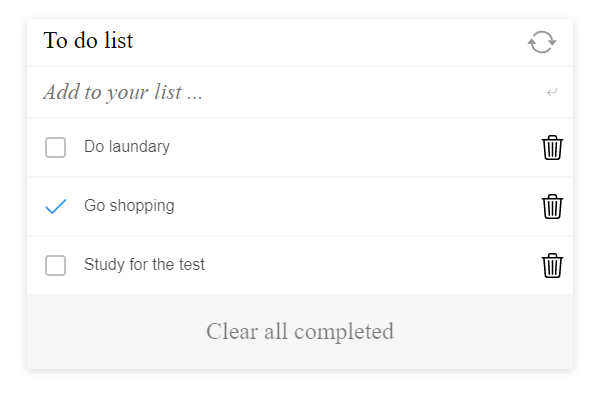 To do list
Add to your list ...
Do laundary
Go shopping
Study for the test
Clear all completed